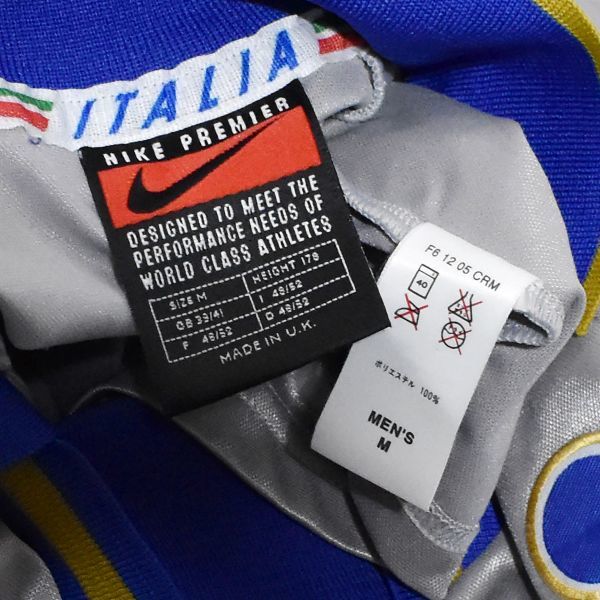 ITALIA
NIKE PREMIER
DESIGNED TO MEET THE
PERFORMANCE NEEDS OF
WORLD CLASS ATHLETES
SIZE M HEIGHT 178
GB 39/41 I 48/52
F 48/52 D 48/52
MADE IN U.K.
F6 12 05 CRM
40
ポリエステル 100%
MEN'S
M